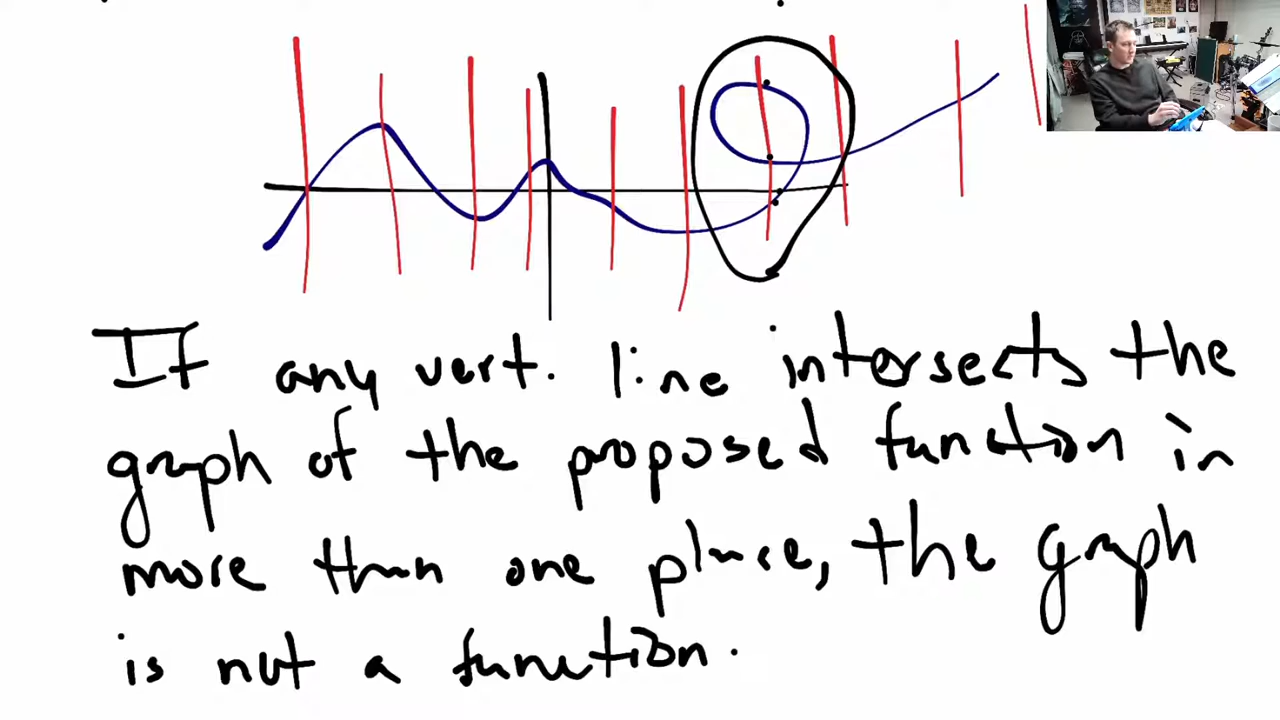 If any vert. line intersects the
graph of the proposed function in
more than one place, the graph
is not a function.